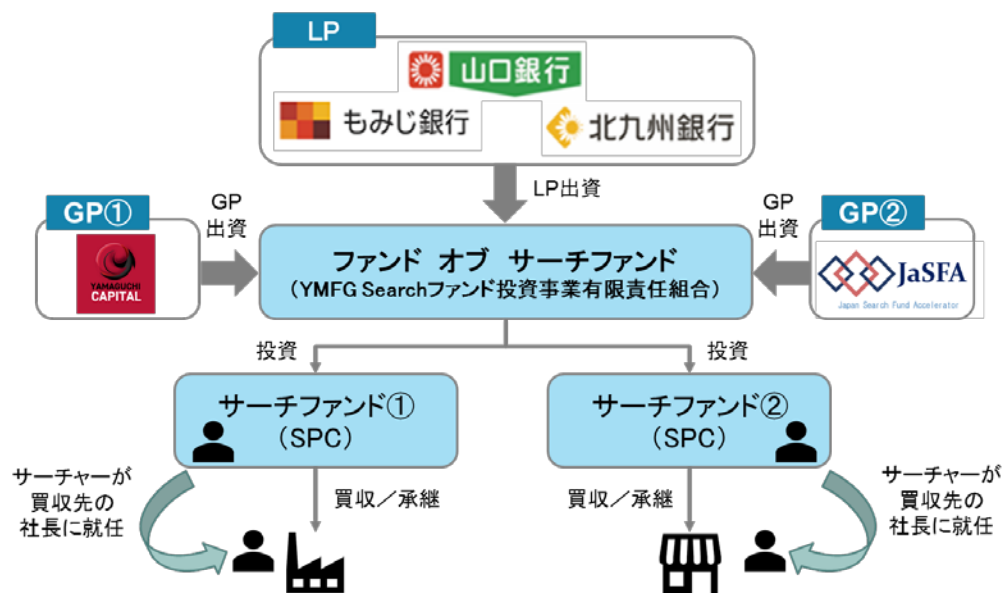 LP
山口銀行
もみじ銀行
北九州銀行
LP出資
GP①
GP
出資
YAMAGUCHI
CAPITAL
ファンド オブ サーチファンド
(YMFG Searchファンド投資事業有限責任組合)
GP②
GP
出資
JaSFA
Japan Search Fund Accelerator
投資
投資
サーチファンド①
(SPC)
サーチファンド②
(SPC)
サーチャーが
買収先の
社長に就任
買収／承継
買収／承継
サーチャーが
買収先の
社長に就任